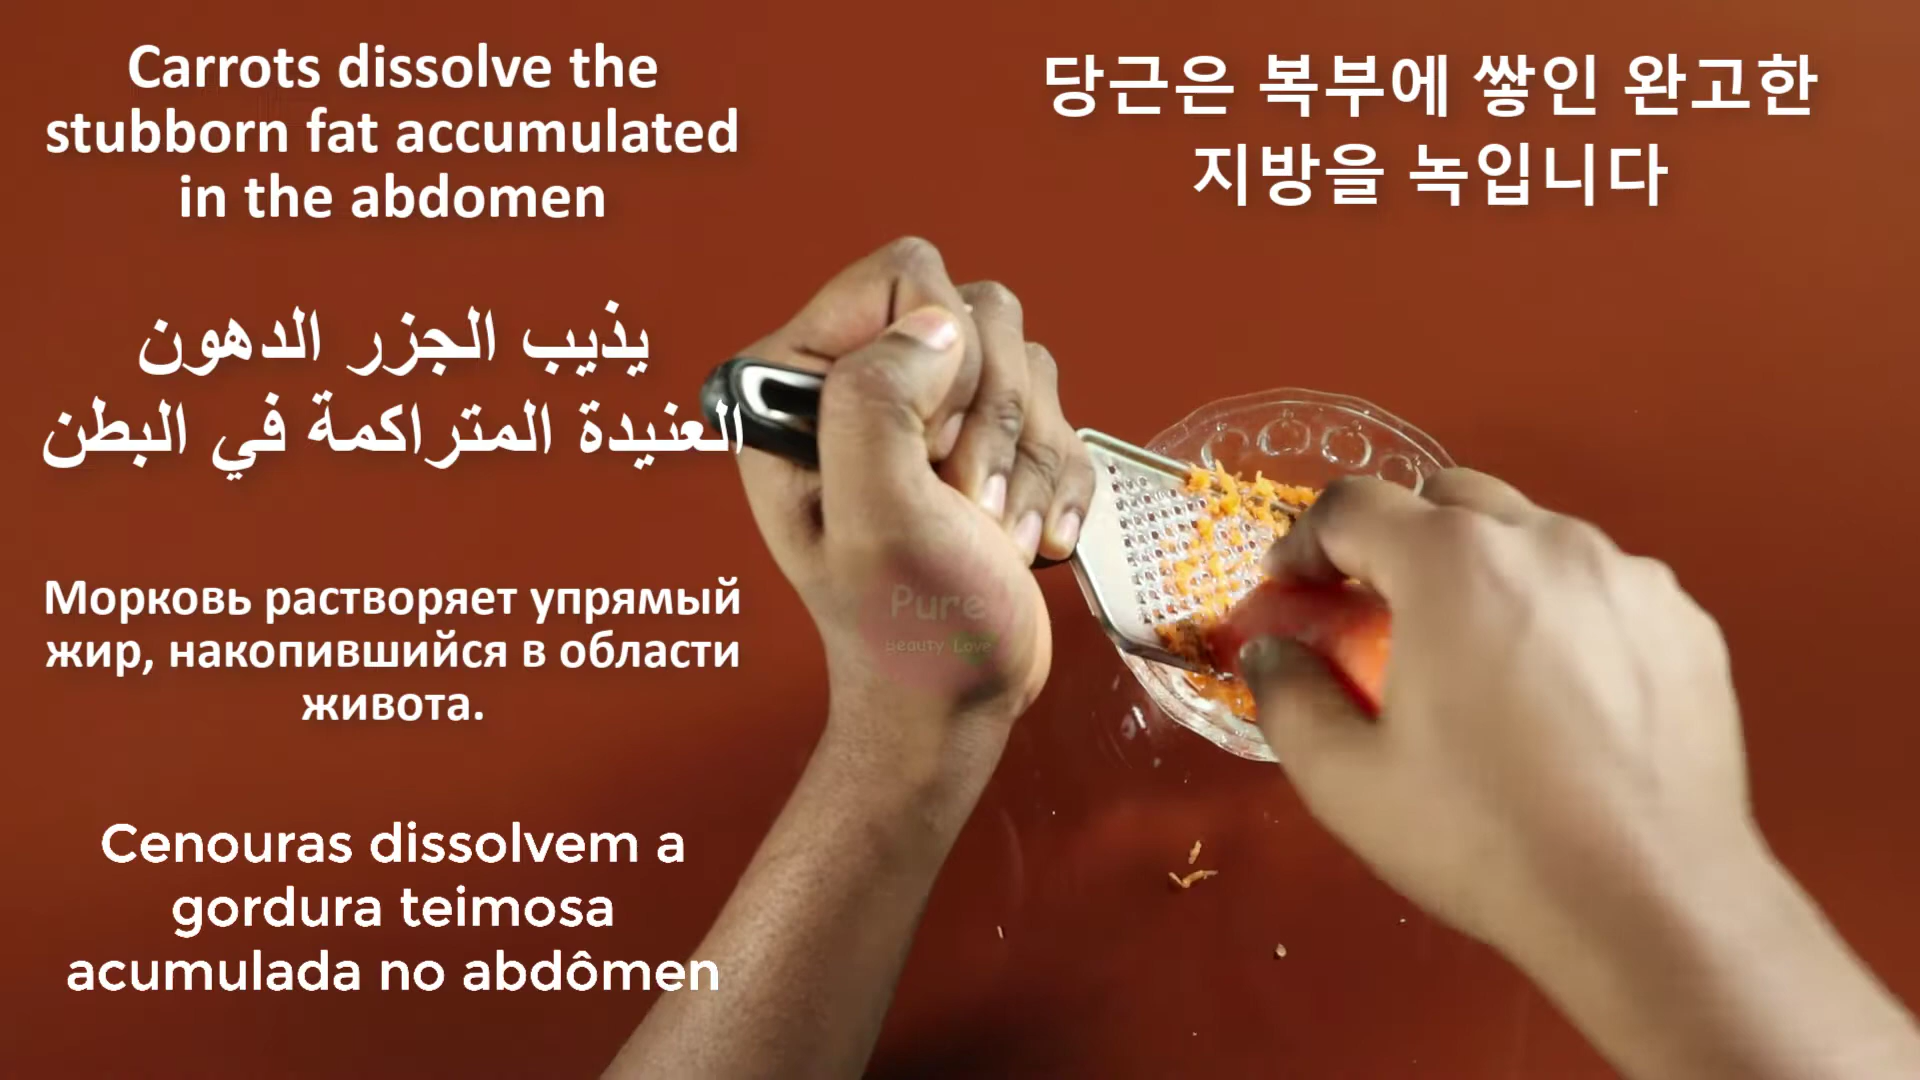 Carrots dissolve the
stubborn fat accumulated
in the abdomen
당근은 복부에 쌓인 완고한
지방을 녹입니다
يذيب الجزر الدهون
العنيدة المتراكمة في البطن
Морковь растворяет упрямый
жир, накопившийся в области
живота.
Cenouras dissolvem a
gordura teimosa
acumulada no abdômen
Pure
Beauty Love